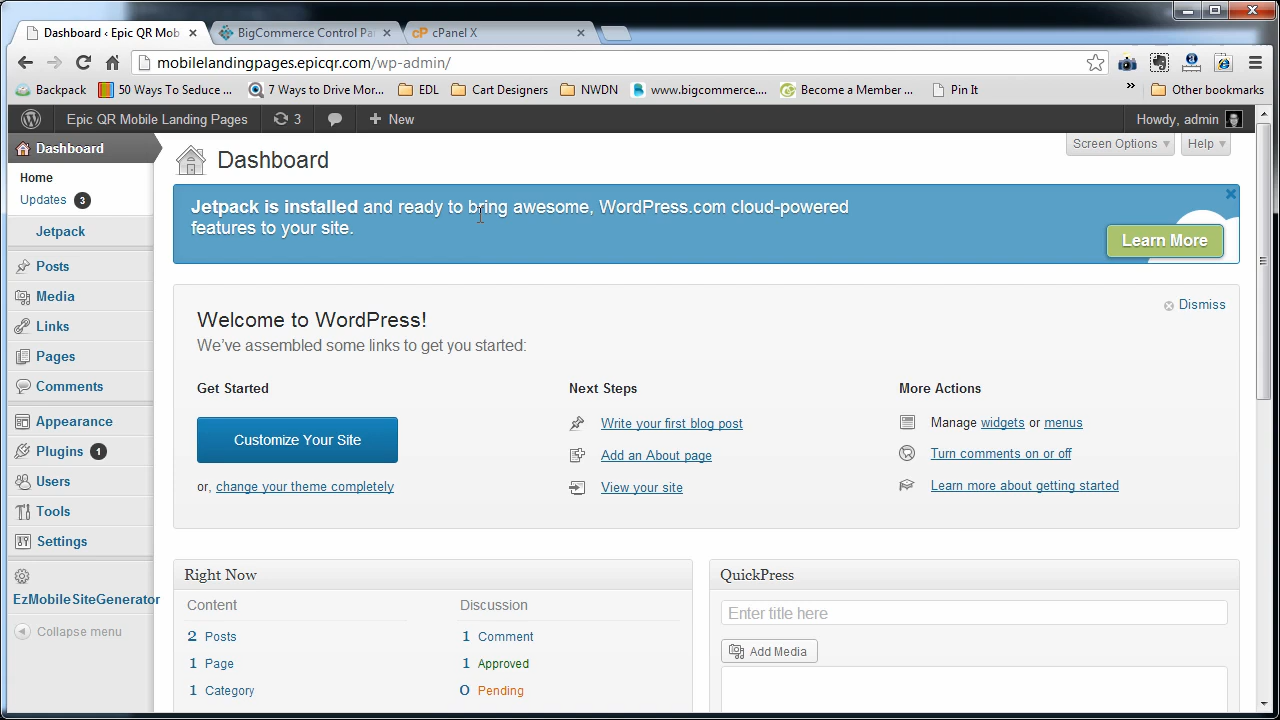 Dashboard ‹ Epic QR Mob
BigCommerce Control Pa
cP cPanel X
mobilelandingpages.epicqr.com/wp-admin/
Backpack
50 Ways To Seduce ...
7 Ways to Drive Mor...
EDL
Cart Designers
NWDN
www.bigcommerce....
Become a Member ...
Pin It
Other bookmarks
Epic QR Mobile Landing Pages
3
New
Howdy, admin
Dashboard
Home
Updates 3
Jetpack
Posts
Media
Links
Pages
Comments
Appearance
Plugins 1
Users
Tools
Settings
EzMobileSiteGenerator
Collapse menu
Dashboard
Screen Options
Help
Jetpack is installed and ready to bring awesome, WordPress.com cloud-powered
features to your site.
Learn More
Welcome to WordPress!
Dismiss
We've assembled some links to get you started:
Get Started
Customize Your Site
or, change your theme completely
Next Steps
Write your first blog post
Add an About page
View your site
More Actions
Manage widgets or menus
Turn comments on or off
Learn more about getting started
Right Now
Content
2 Posts
1 Page
1 Category
Discussion
1 Comment
1 Approved
0 Pending
QuickPress
Enter title here
Add Media